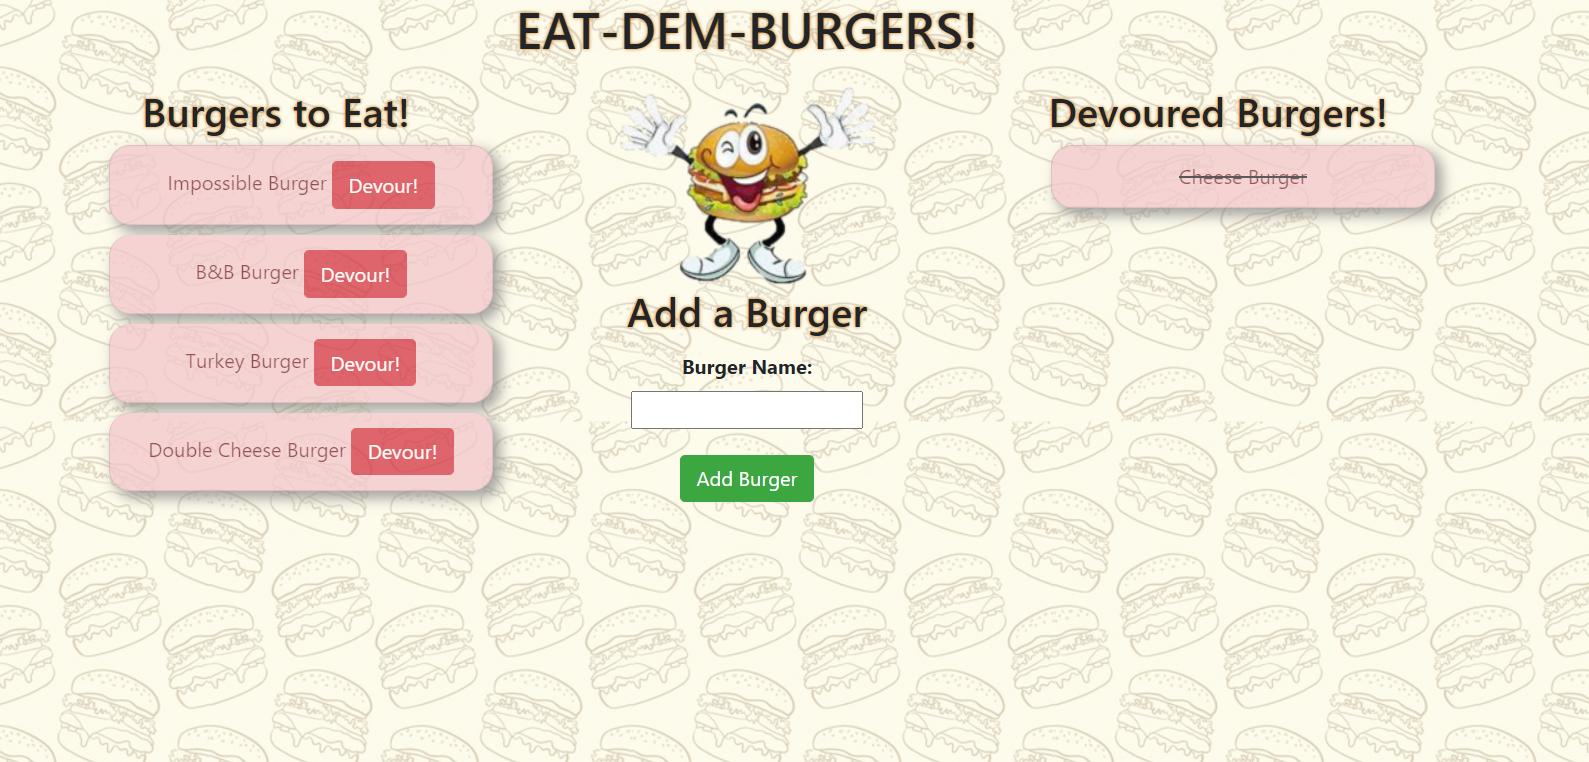 EAT-DEM-BURGERS!
Burgers to Eat!
Impossible Burger Devour!
B&B Burger Devour!
Turkey Burger Devour!
Double Cheese Burger Devour!
Add a Burger
Burger Name:
Add Burger
Devoured Burgers!
Cheese Burger